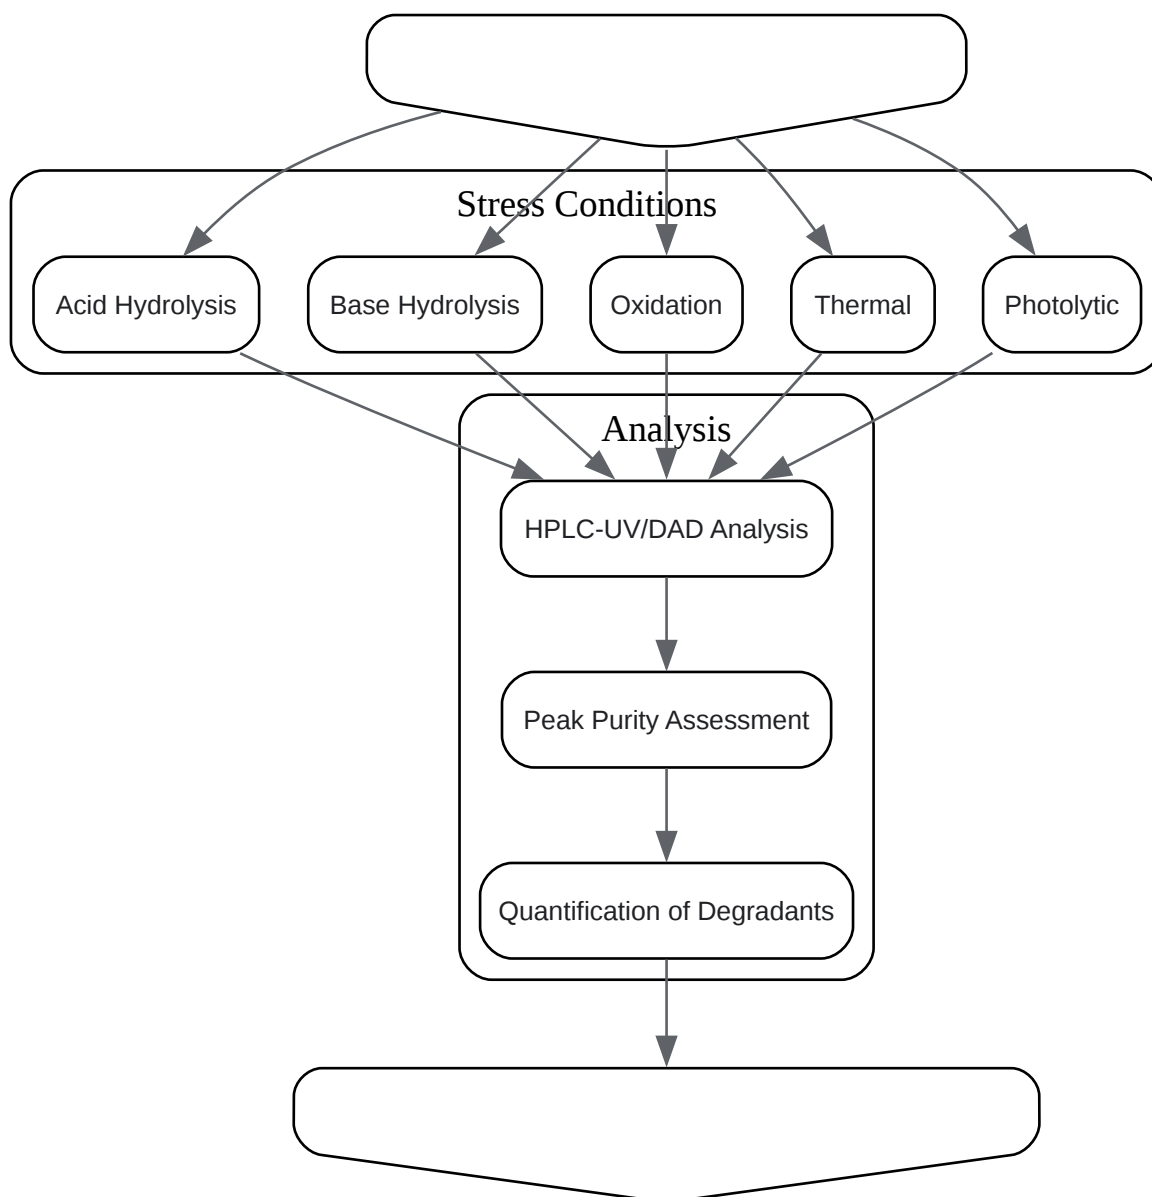 Stress Conditions
Acid Hydrolysis
Base Hydrolysis
Oxidation
Thermal
Photolytic
Analysis
HPLC-UV/DAD Analysis
Peak Purity Assessment
Quantification of Degradants